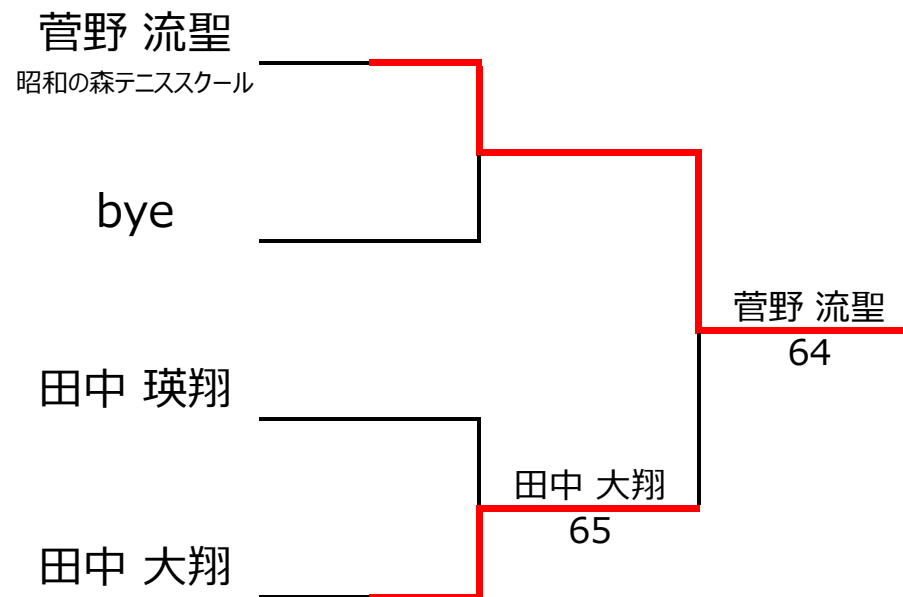 菅野 流聖
昭和の森テニススクール
bye
菅野 流聖
64
田中 瑛翔
田中 大翔
65
田中 大翔